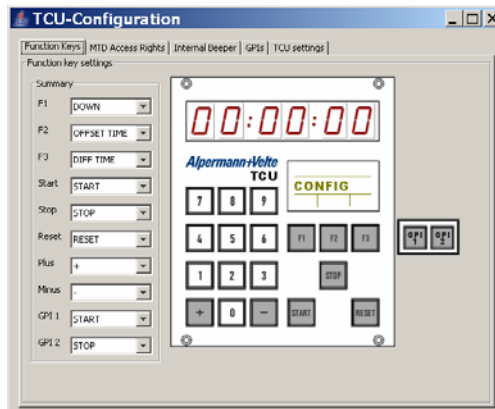 TCU-Configuration
Function Keys MTD Access Rights Internal Beeper GPIs TCU settings
Function key settings
Summary
F1 DOWN
F2 OFFSET TIME
F3 DIFF TIME
Start START
Stop STOP
Reset RESET
Plus +
Minus -
GPI 1 START
GPI 2 STOP
00:00:00
Alpermann+Velte
TCU
CONFIG
7 8 9
4 5 6 F1 F2 F3
1 2 3 STOP
+ 0 - START RESET
GPI 1 GPI 2